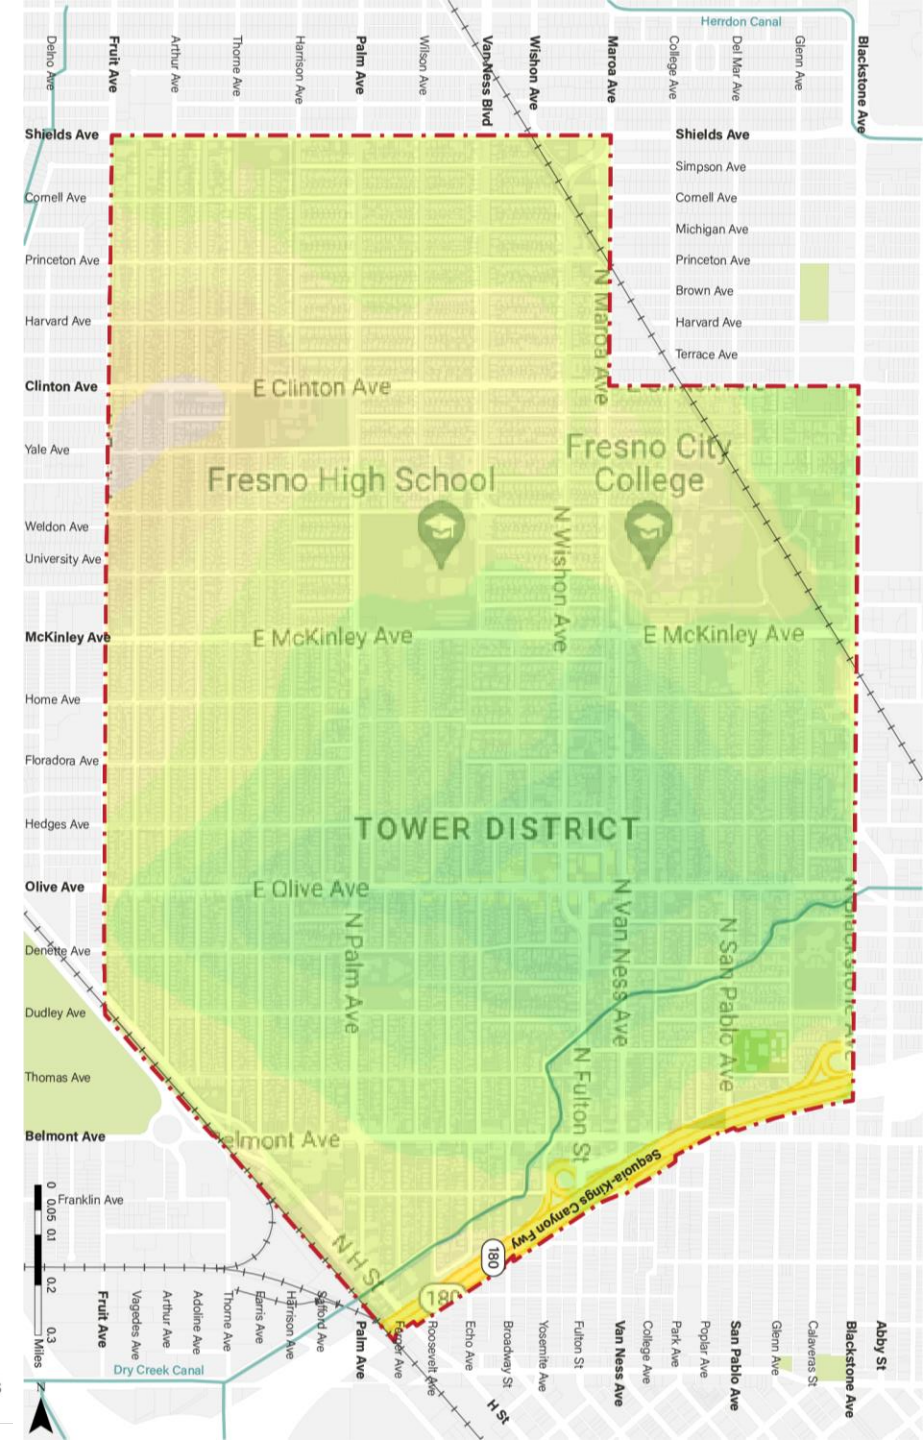 Herrdon Canal
Delno Ave
Fruit Ave
Arthur Ave
Thorne Ave
Harrison Ave
Palm Ave
Wilson Ave
Van Ness Blvd
Wishon Ave
Maroa Ave
College Ave
Del Mar Ave
Glenn Ave
Blackstone Ave
Shields Ave
Shields Ave
Simpson Ave
Cornell Ave
Cornell Ave
Michigan Ave
Princeton Ave
Princeton Ave
N Maroa Ave
Brown Ave
Harvard Ave
Harvard Ave
Terrace Ave
Clinton Ave
E Clinton Ave
Yale Ave
Fresno High School
Fresno City
College
Weldon Ave
N Wishon Ave
University Ave
McKinley Ave
E McKinley Ave
E McKinley Ave
Home Ave
Floradora Ave
Hedges Ave
TOWER DISTRICT
Olive Ave
E Olive Ave
N Palm Ave
N Van Ness Ave
N San Pablo Ave
N Blackstone Ave
Dudley Ave
Thomas Ave
N Fulton St
Belmont Ave
elmont Ave
Sequoia-Kings Canyon Fwy
180
180
Franklin Ave
N H St
0 0.05 0.1 0.2 0.3
Miles
N
Fruit Ave
Vagedes Ave
Arthur Ave
Adoline Ave
Thorne Ave
Farris Ave
Harrison Ave
Safford Ave
Palm Ave
Roosevelt Ave
Echo Ave
Broadway St
Yosemite Ave
Fulton St
Van Ness Ave
College Ave
Park Ave
Poplar Ave
San Pablo Ave
Glenn Ave
Calaveras St
Blackstone Ave
Abby St
Dry Creek Canal
H St